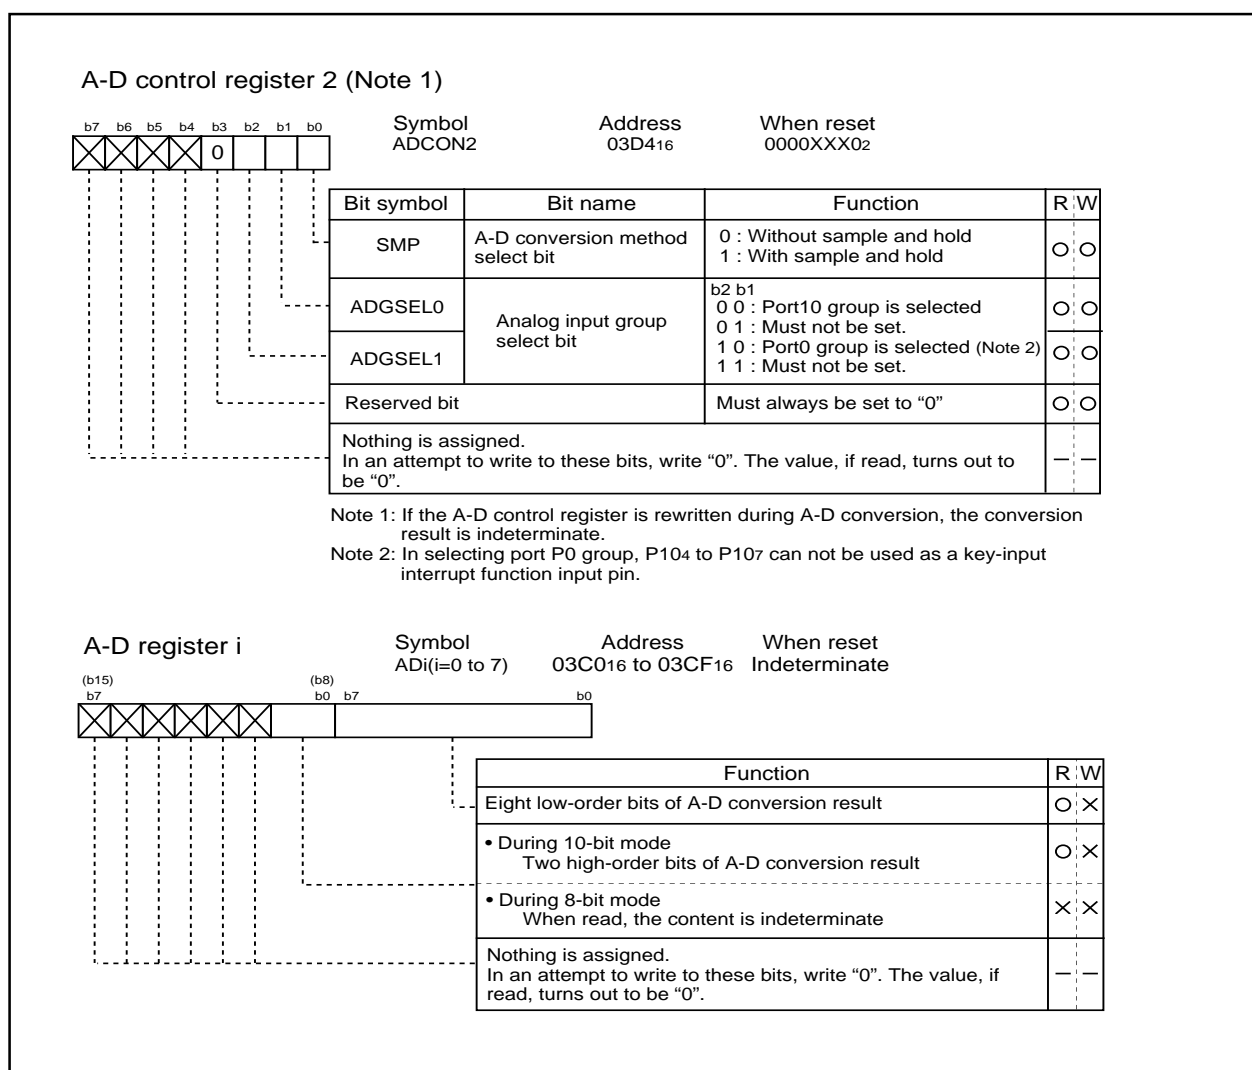 A-D control register 2 (Note 1)
Symbol Address When reset
ADCON2 03D416 0000XXX02
b7 b6 b5 b4 b3 b2 b1 b0
0
Bit symbol Bit name Function R W
SMP A-D conversion method select bit 0 : Without sample and hold
1 : With sample and hold
ADGSEL0 Analog input group select bit b2 b1
0 0 : Port10 group is selected
0 1 : Must not be set.
ADGSEL1 1 0 : Port0 group is selected (Note 2)
1 1 : Must not be set.
Reserved bit Must always be set to “0”
Nothing is assigned.
In an attempt to write to these bits, write “0”. The value, if read, turns out to
be “0”.
Note 1: If the A-D control register is rewritten during A-D conversion, the conversion
result is indeterminate.
Note 2: In selecting port P0 group, P104 to P107 can not be used as a key-input
interrupt function input pin.
A-D register i
Symbol Address When reset
ADi(i=0 to 7) 03C016 to 03CF16 Indeterminate
(b15) (b8)
b7 b0 b7 b0
Function R W
Eight low-order bits of A-D conversion result
• During 10-bit mode
Two high-order bits of A-D conversion result
• During 8-bit mode
When read, the content is indeterminate
Nothing is assigned.
In an attempt to write to these bits, write “0”. The value, if
read, turns out to be “0”.